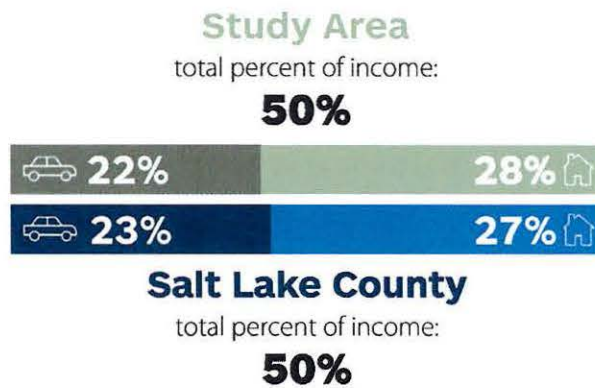 Study Area
total percent of income:
50%
22% 28%
23% 27%
Salt Lake County
total percent of income:
50%